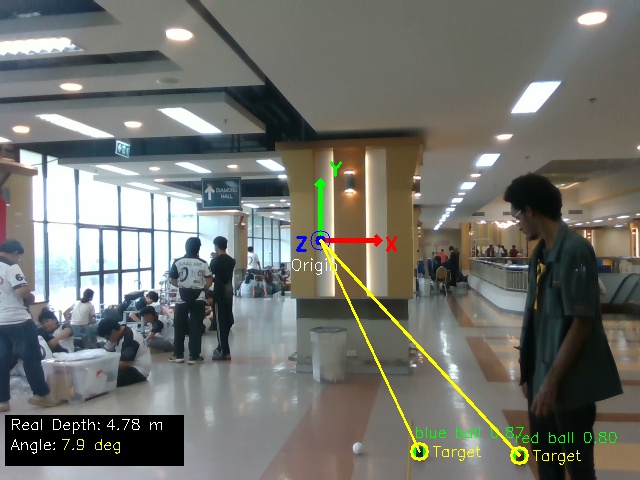 DIAMOND
HALL
Y
Z
X
Origin
Real Depth: 4.78 m
Angle: 7.9 deg
blue ball 0.87
red ball 0.80
Target
Target